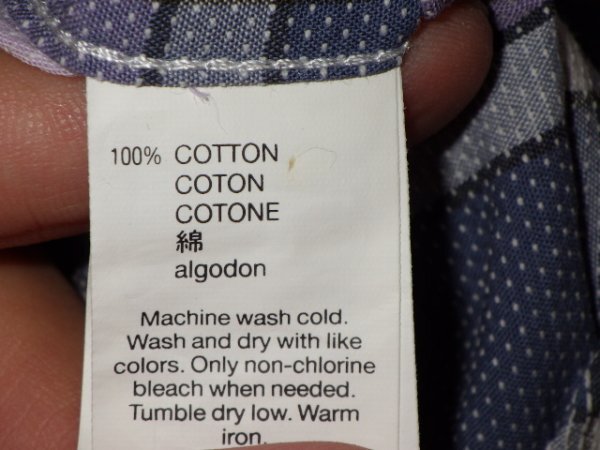 100% COTTON
COTON
COTONE
綿
algodon
Machine wash cold.
Wash and dry with like
colors. Only non-chlorine
bleach when needed.
Tumble dry low. Warm
iron.